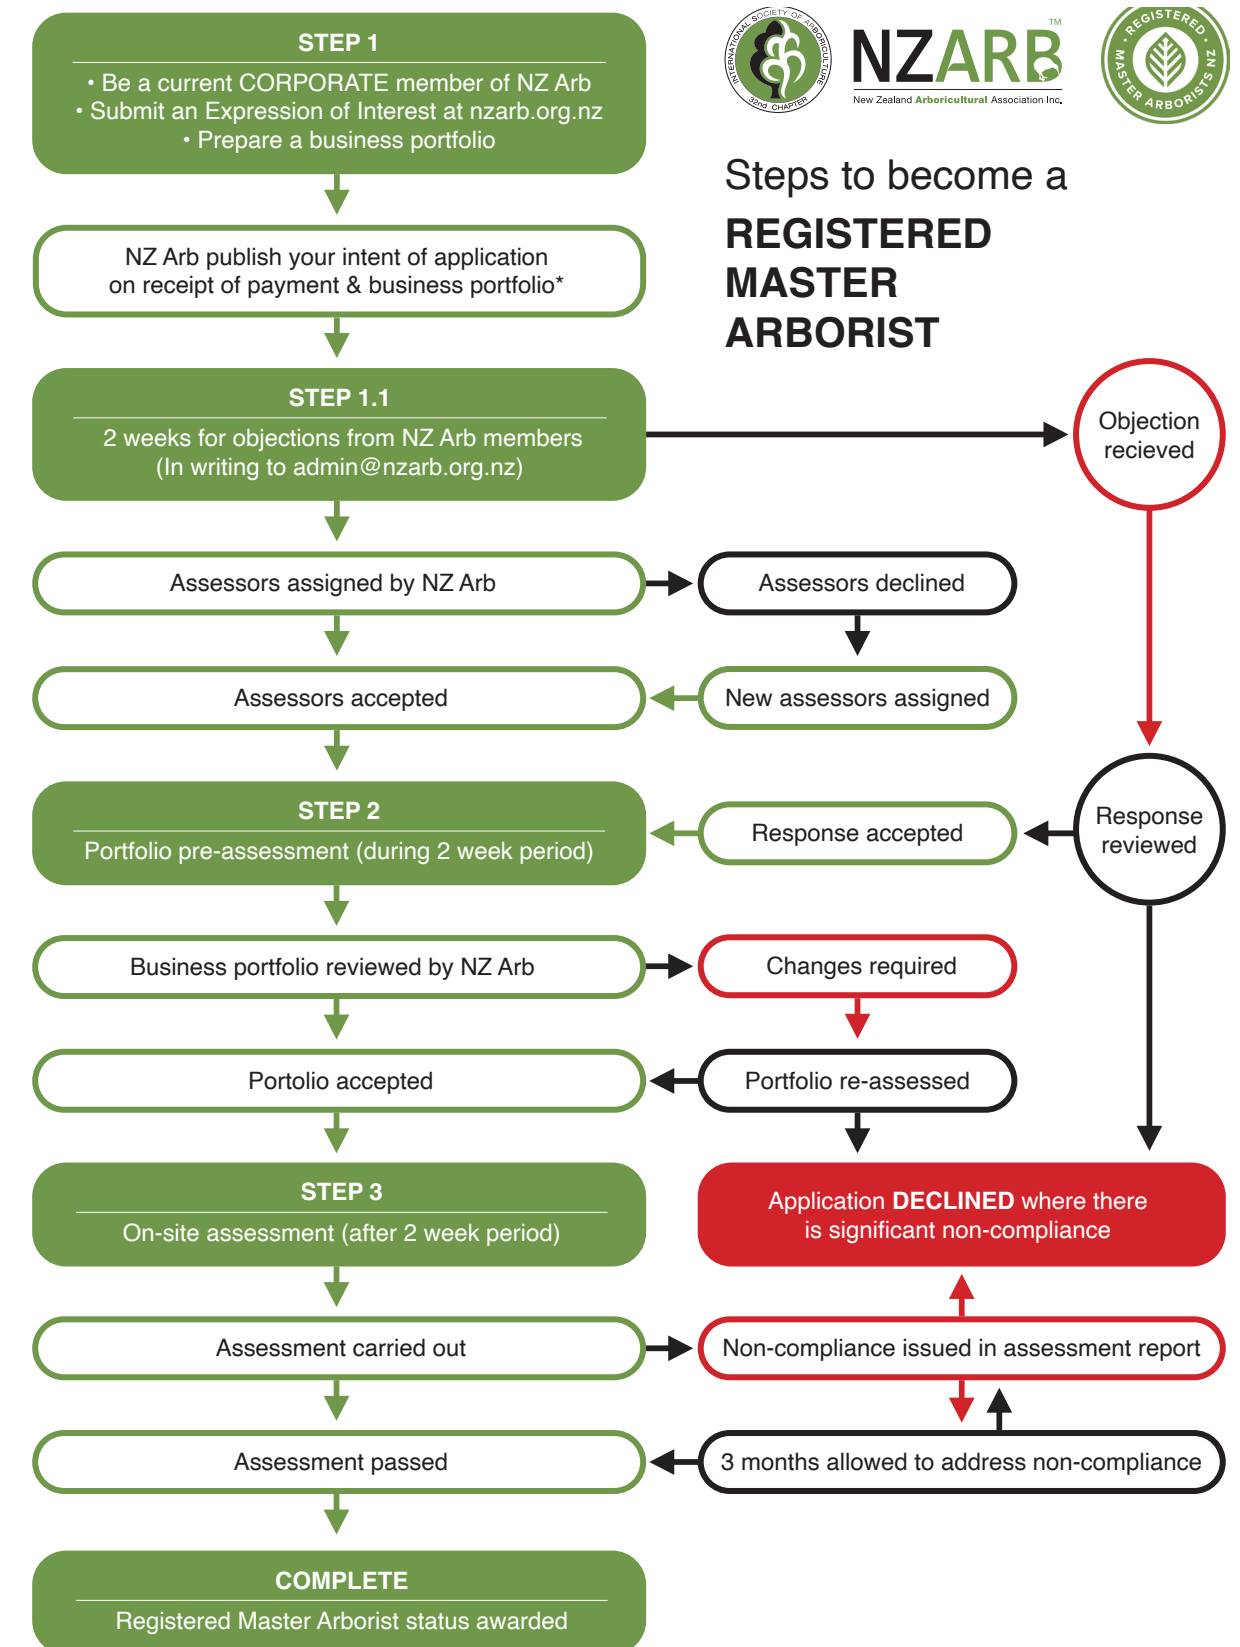 STEP 1
• Be a current CORPORATE member of NZ Arb
• Submit an Expression of Interest at nzarb.org.nz
• Prepare a business portfolio
INTERNATIONAL SOCIETY OF ARBORICULTURE
32nd CHAPTER
NZARB™
New Zealand Arboricultural Association Inc.
• REGISTERED •
MASTER ARBORISTS NZ
Steps to become a
REGISTERED
MASTER
ARBORIST
NZ Arb publish your intent of application
on receipt of payment & business portfolio*
STEP 1.1
2 weeks for objections from NZ Arb members
(In writing to admin@nzarb.org.nz)
Objection
recieved
Assessors assigned by NZ Arb
Assessors declined
Assessors accepted
New assessors assigned
STEP 2
Portfolio pre-assessment (during 2 week period)
Response accepted
Response
reviewed
Business portfolio reviewed by NZ Arb
Changes required
Portolio accepted
Portfolio re-assessed
STEP 3
On-site assessment (after 2 week period)
Application DECLINED where there
is significant non-compliance
Assessment carried out
Non-compliance issued in assessment report
Assessment passed
3 months allowed to address non-compliance
COMPLETE
Registered Master Arborist status awarded